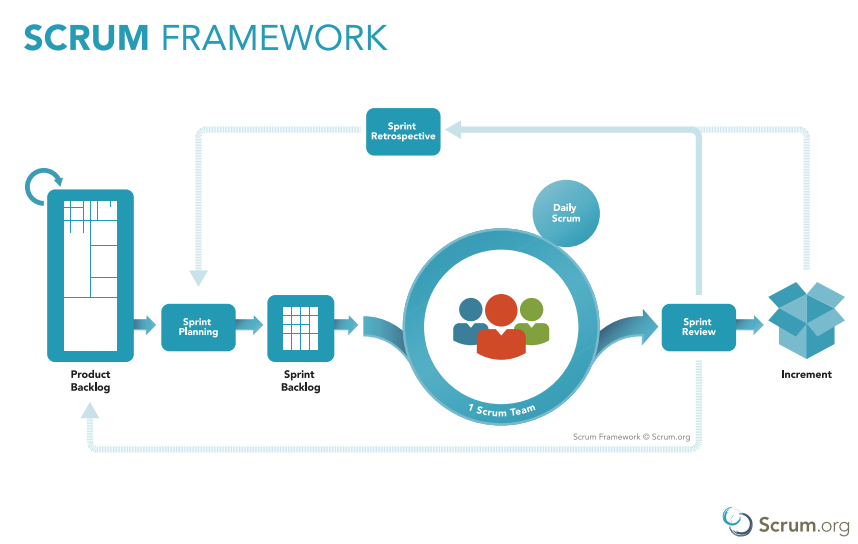 SCRUM FRAMEWORK
Sprint
Retrospective
Daily
Scrum
Sprint
Planning
Sprint
Review
Product
Backlog
Sprint
Backlog
1 Scrum Team
Increment
Scrum Framework © Scrum.org
Scrum.org